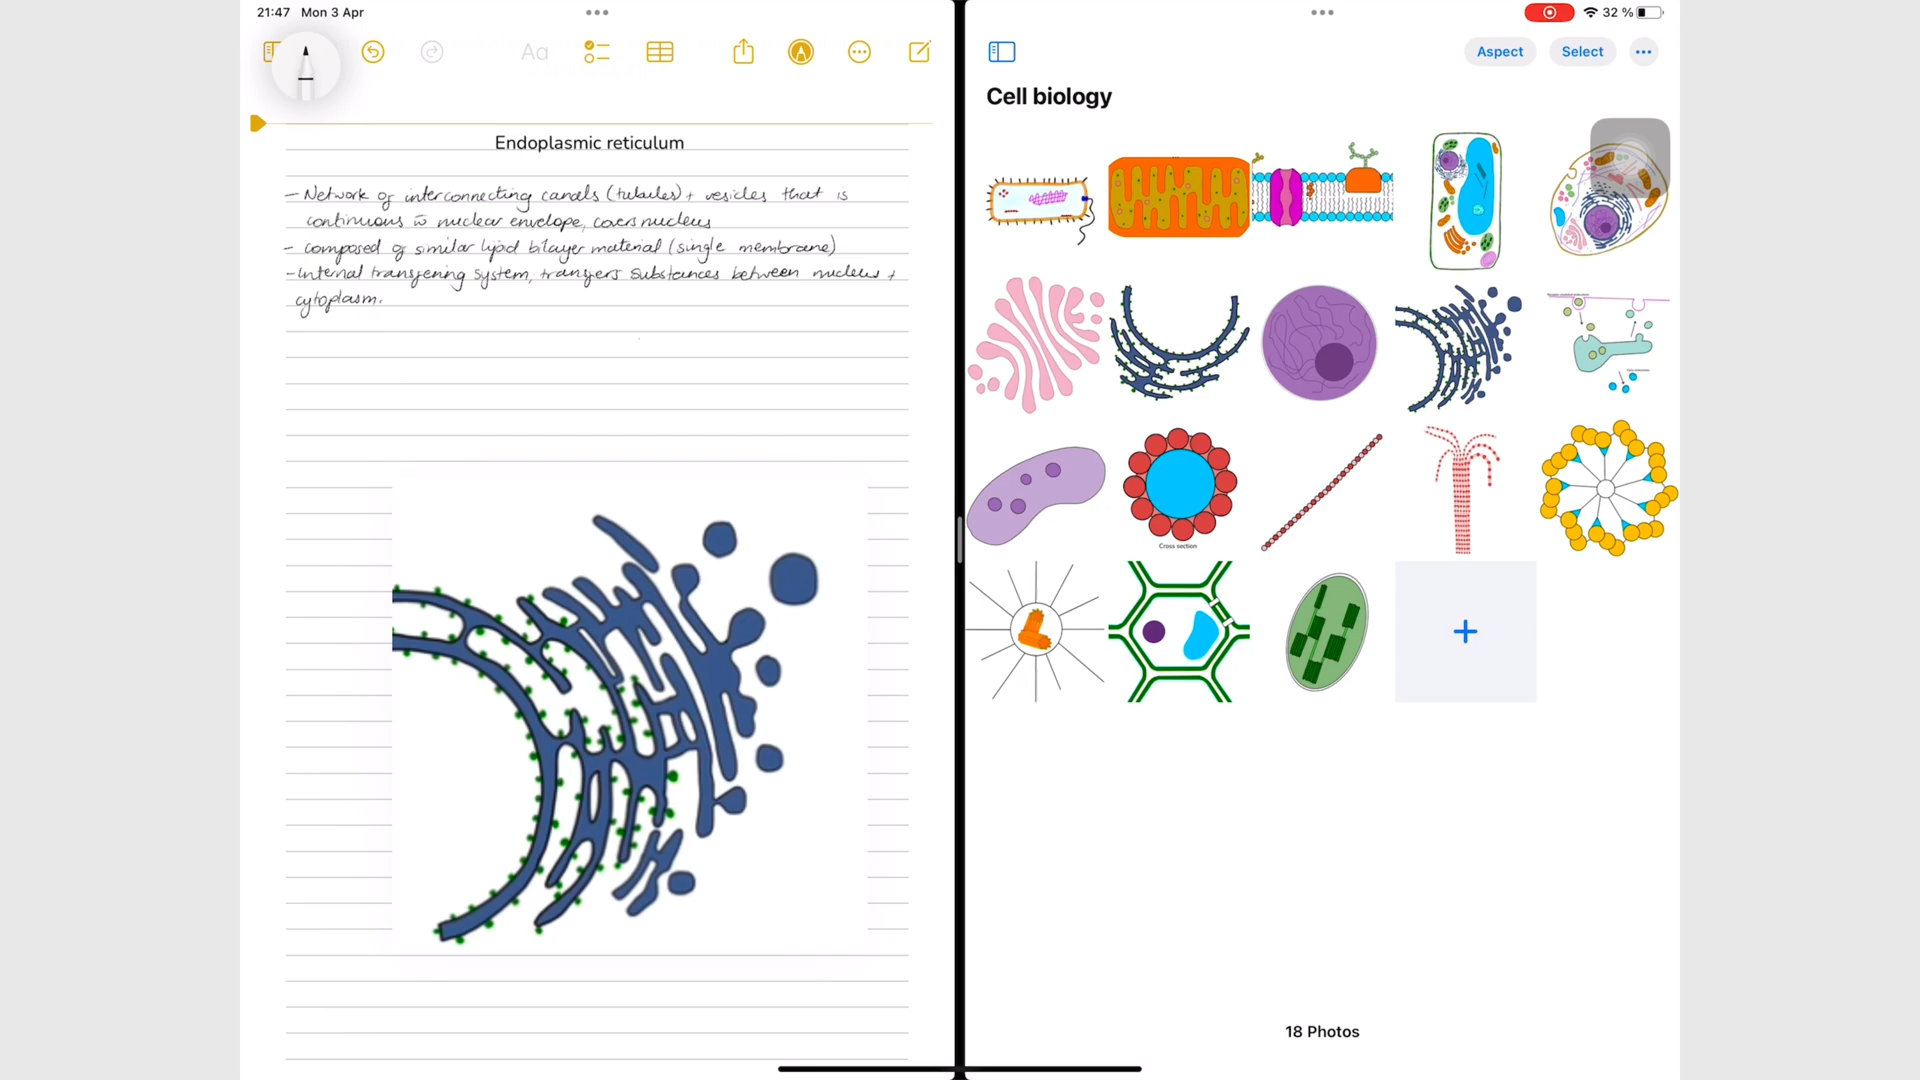 21:47 Mon 3 Apr
32 %
Aa
Aspect
Select
Cell biology
Endoplasmic reticulum
- Network of interconnecting canals (tubules) + vesicles that is
continuous w̄ nuclear envelope, covers nucleus
- composed of similar lipid bilayer material (single membrane)
- Internal transfering system, transfers substances between nucleus +
cytoplasm.
Cross section
18 Photos